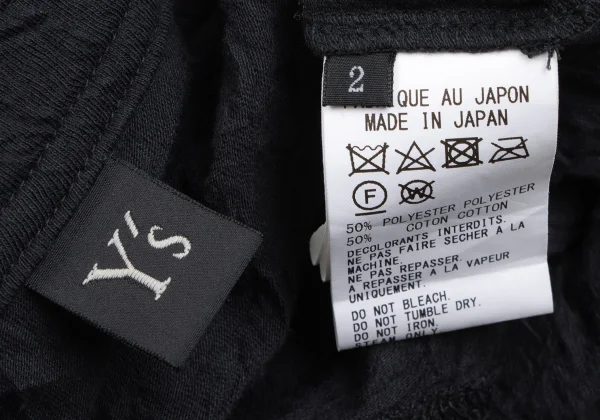 Y's
2
QUE AU JAPON
MADE IN JAPAN
F
W
50% POLYESTER POLYESTER
50% COTON COTTON
DECOLORANTS INTERDITS.
NE PAS FAIRE SECHER A LA
MACHINE.
NE PAS REPASSER.
A REPASSER A LA VAPEUR
UNIQUEMENT.
DO NOT BLEACH.
DO NOT TUMBLE DRY.
DO NOT IRON.
STEAM ONLY.